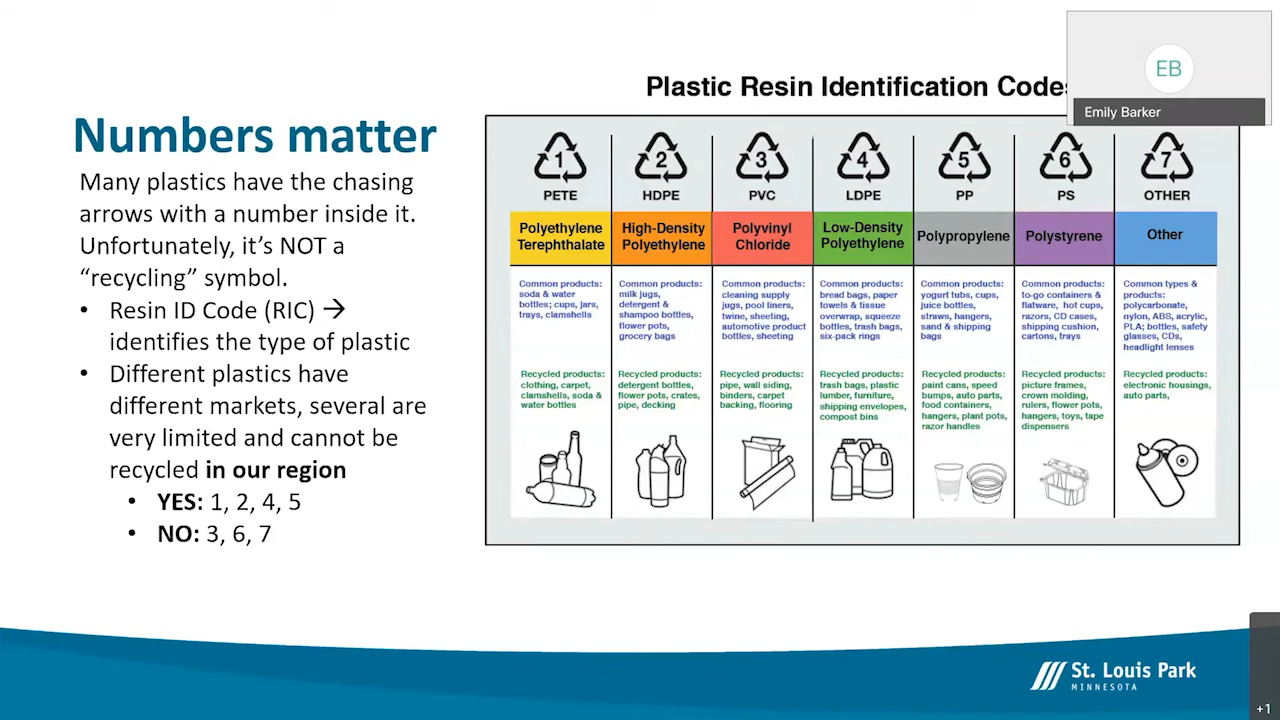 EB
Emily Barker
Plastic Resin Identification Codes
Numbers matter
Many plastics have the chasing
arrows with a number inside it.
Unfortunately, it's NOT a
"recycling" symbol.
• Resin ID Code (RIC) →
identifies the type of plastic
• Different plastics have
different markets, several are
very limited and cannot be
recycled in our region
• YES: 1, 2, 4, 5
• NO: 3, 6, 7
1
PETE
Polyethylene
Terephthalate
Common products:
soda & water
bottles; cups, jars,
trays, clamshells
Recycled products:
clothing, carpet,
clamshells, soda &
water bottles
2
HDPE
High-Density
Polyethylene
Common products:
milk jugs,
detergent &
shampoo bottles,
flower pots,
grocery bags
Recycled products:
detergent bottles,
flower pots, crates,
pipe, decking
3
PVC
Polyvinyl
Chloride
Common products:
cleaning supply
jugs, pool liners,
twine, sheeting,
automotive product
bottles, sheeting
Recycled products:
pipe, wall siding,
binders, carpet
backing, flooring
4
LDPE
Low-Density
Polyethylene
Common products:
bread bags, paper
towels & tissue
overwrap, squeeze
bottles, trash bags,
six-pack rings
Recycled products:
trash bags, plastic
lumber, furniture,
shipping envelopes,
compost bins
5
PP
Polypropylene
Common products:
yogurt tubs, cups,
juice bottles,
straws, hangers,
sand & shipping
bags
Recycled products:
paint cans, speed
bumps, auto parts,
food containers,
hangers, plant pots,
razor handles
6
PS
Polystyrene
Common products:
to-go containers &
flatware, hot cups,
razors, CD cases,
shipping cushion,
cartons, trays
Recycled products:
picture frames,
crown molding,
rulers, flower pots,
hangers, toys, tape
dispensers
7
OTHER
Other
Common types &
products:
polycarbonate,
nylon, ABS, acrylic,
PLA; bottles, safety
glasses, CDs,
headlight lenses
Recycled products:
electronic housings,
auto parts,
St. Louis Park
MINNESOTA
+1